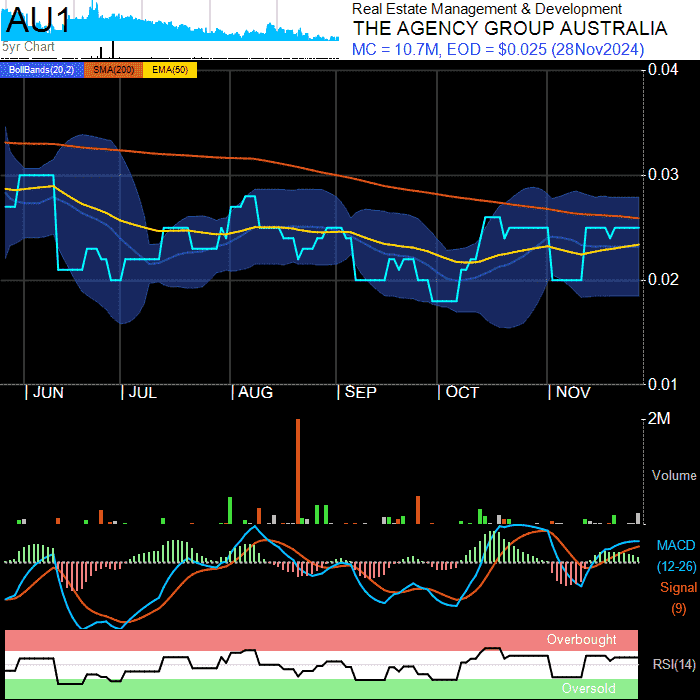 AU1
5yr Chart
Real Estate Management & Development
THE AGENCY GROUP AUSTRALIA
MC = 10.7M, EOD = $0.025 (28Nov2024)
BollBands(20,2) SMA(200) EMA(50)
0.04
0.03
0.02
0.01
JUN JUL AUG SEP OCT NOV
2M
Volume
MACD
(12-26)
Signal
(9)
Overbought
RSI(14)
Oversold